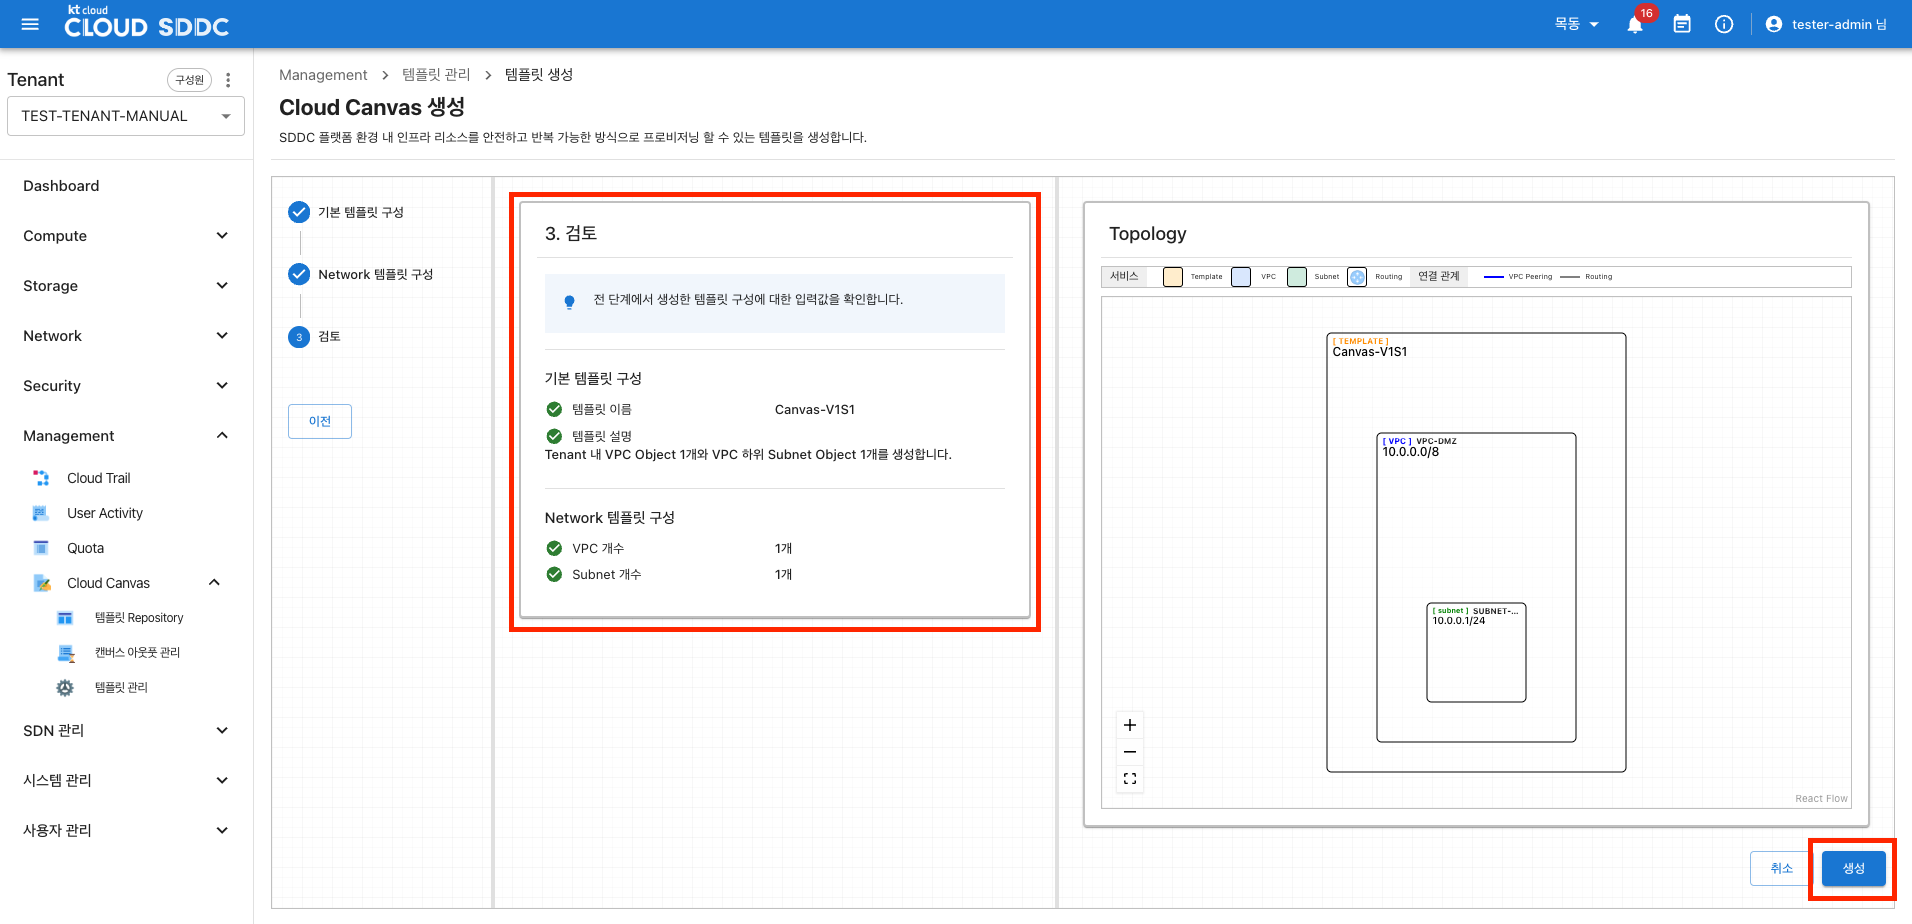 kt cloud
CLOUD SDDC
목동
16
tester-admin 님
Tenant
구성원
TEST-TENANT-MANUAL
Dashboard
Compute
Storage
Network
Security
Management
Cloud Trail
User Activity
Quota
Cloud Canvas
템플릿 Repository
캔버스 아웃풋 관리
템플릿 관리
SDN 관리
시스템 관리
사용자 관리
Management > 템플릿 관리 > 템플릿 생성
Cloud Canvas 생성
SDDC 플랫폼 환경 내 인프라 리소스를 안전하고 반복 가능한 방식으로 프로비저닝 할 수 있는 템플릿을 생성합니다.
기본 템플릿 구성
Network 템플릿 구성
3 검토
이전
3. 검토
전 단계에서 생성한 템플릿 구성에 대한 입력값을 확인합니다.
기본 템플릿 구성
템플릿 이름 Canvas-V1S1
템플릿 설명
Tenant 내 VPC Object 1개와 VPC 하위 Subnet Object 1개를 생성합니다.
Network 템플릿 구성
VPC 개수 1개
Subnet 개수 1개
Topology
서비스 Template VPC Subnet Routing 연결 관계 VPC Peering Routing
[ TEMPLATE ]
Canvas-V1S1
[ VPC ] VPC-DMZ
10.0.0.0/8
[ subnet ] SUBNET-...
10.0.0.1/24
React Flow
취소
생성